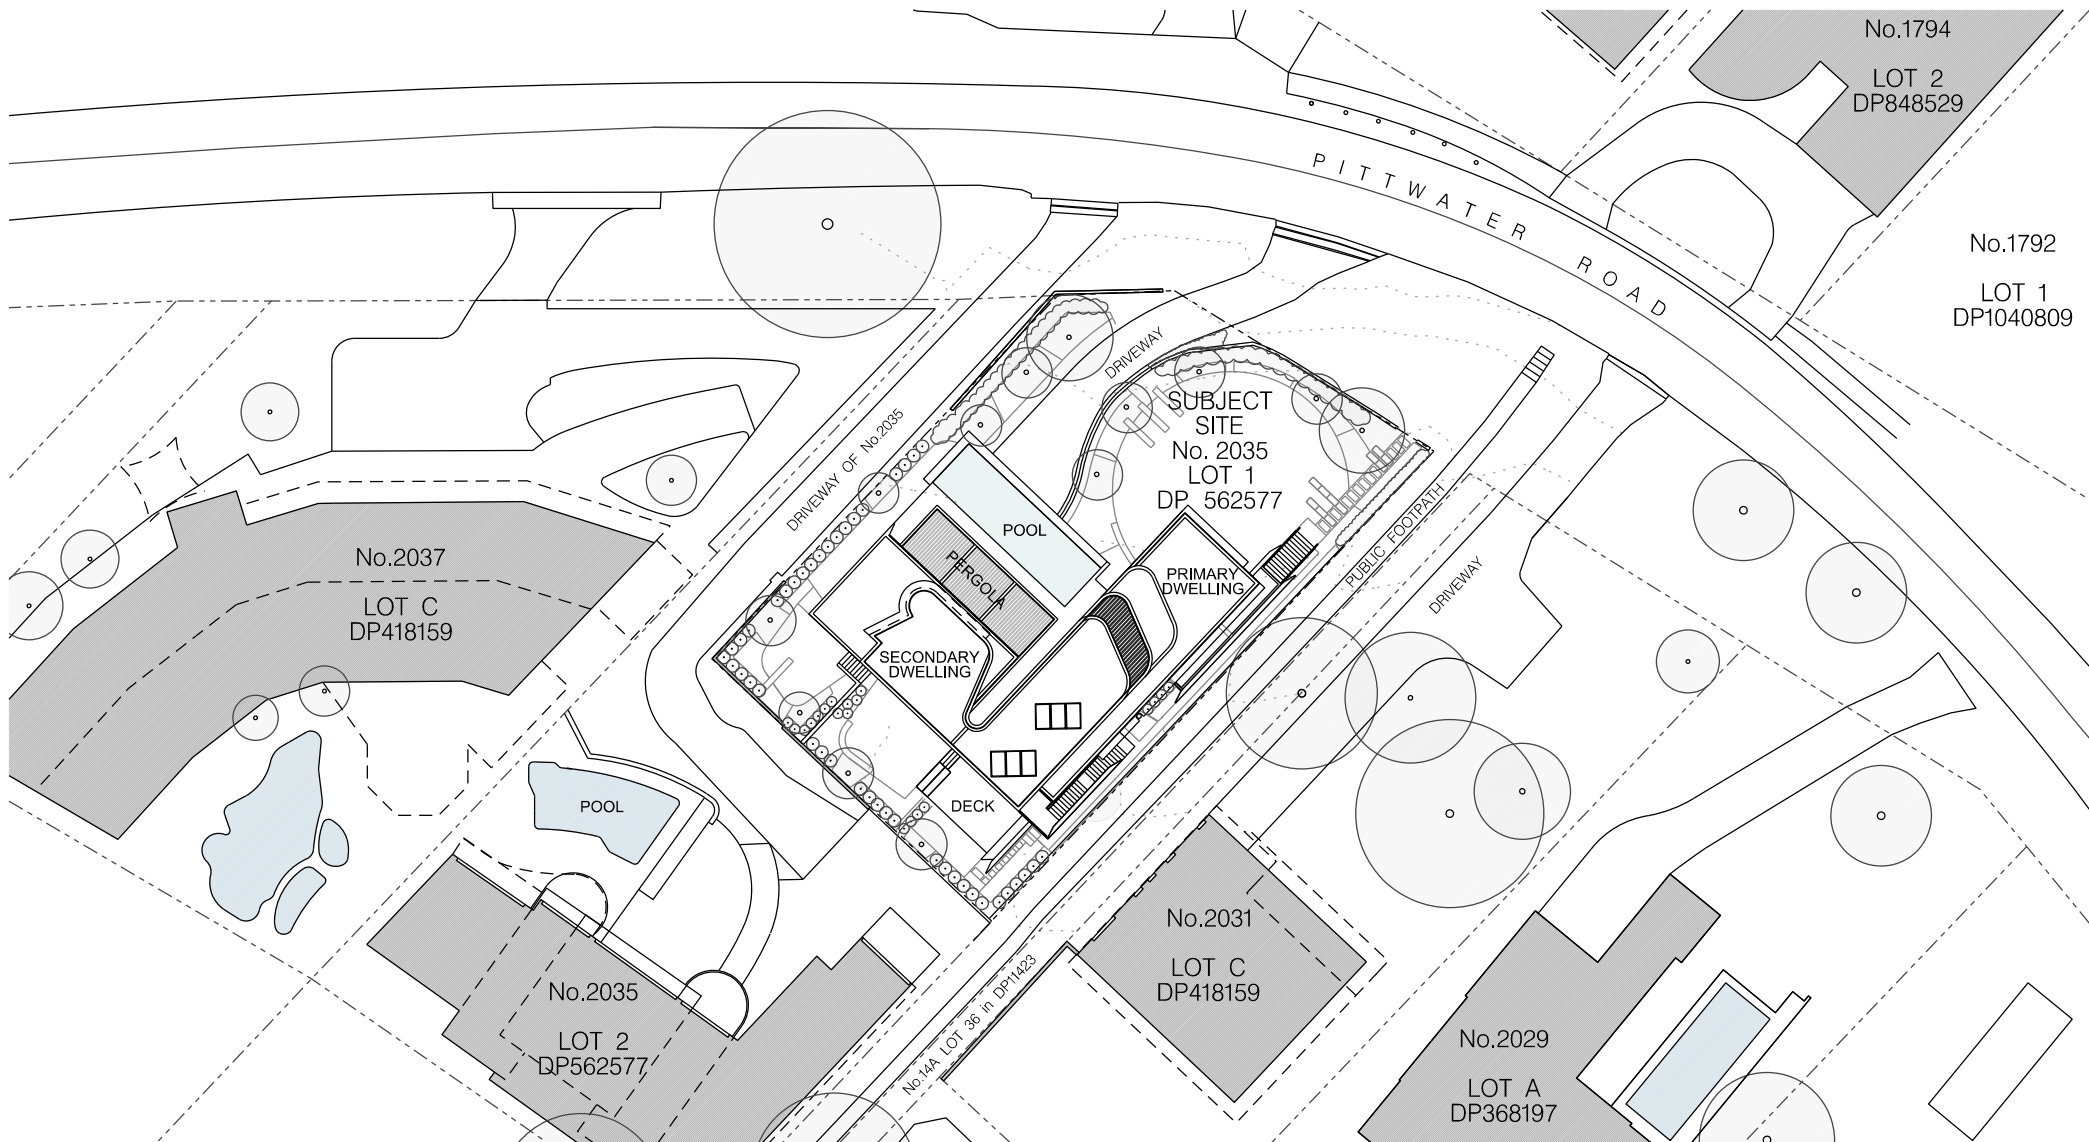 No.1794
LOT 2
DP848529
PITTWATER ROAD
No.1792
LOT 1
DP1040809
DRIVEWAY
SUBJECT
SITE
No. 2035
LOT 1
DP. 562577
DRIVEWAY OF No.2035
POOL
PERGOLA
PRIMARY
DWELLING
PUBLIC FOOTPATH
DRIVEWAY
No.2037
LOT C
DP418159
SECONDARY
DWELLING
POOL
DECK
No.2031
LOT C
DP418159
No.2035
LOT 2
DP562577
No.14A LOT 36 in DP11423
No.2029
LOT A
DP368197